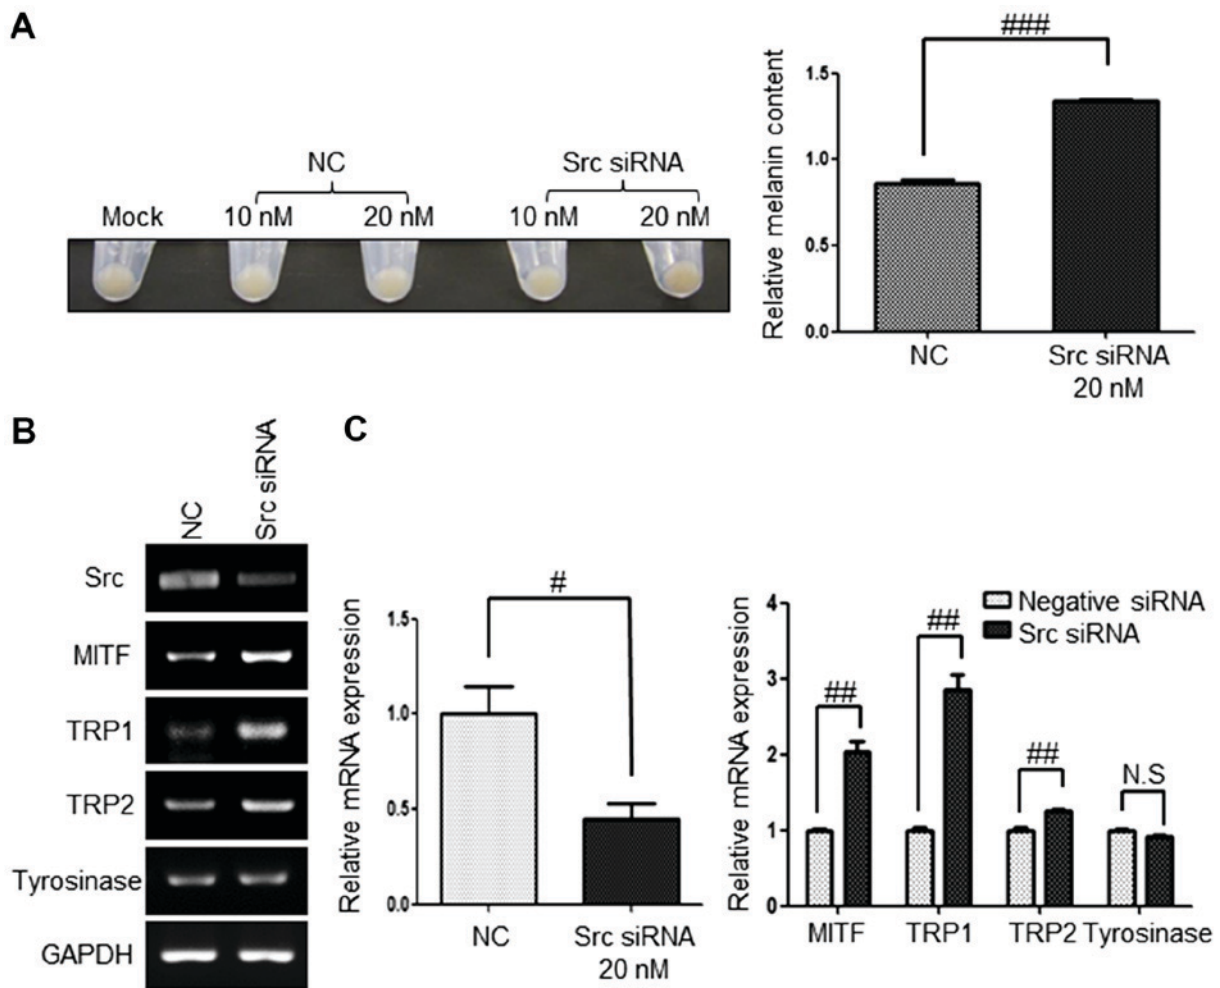 A
NC
Src siRNA
Mock
10 nM
20 nM
10 nM
20 nM
###
Relative melanin content
1.5
1.0
0.5
0.0
NC
Src siRNA
20 nM
B
NC
Src siRNA
Src
MITF
TRP1
TRP2
Tyrosinase
GAPDH
C
#
Relative mRNA expression
1.5
1.0
0.5
0.0
NC
Src siRNA
20 nM
Relative mRNA expression
4
3
2
1
0
Negative siRNA
Src siRNA
##
##
##
N.S
MITF
TRP1
TRP2
Tyrosinase